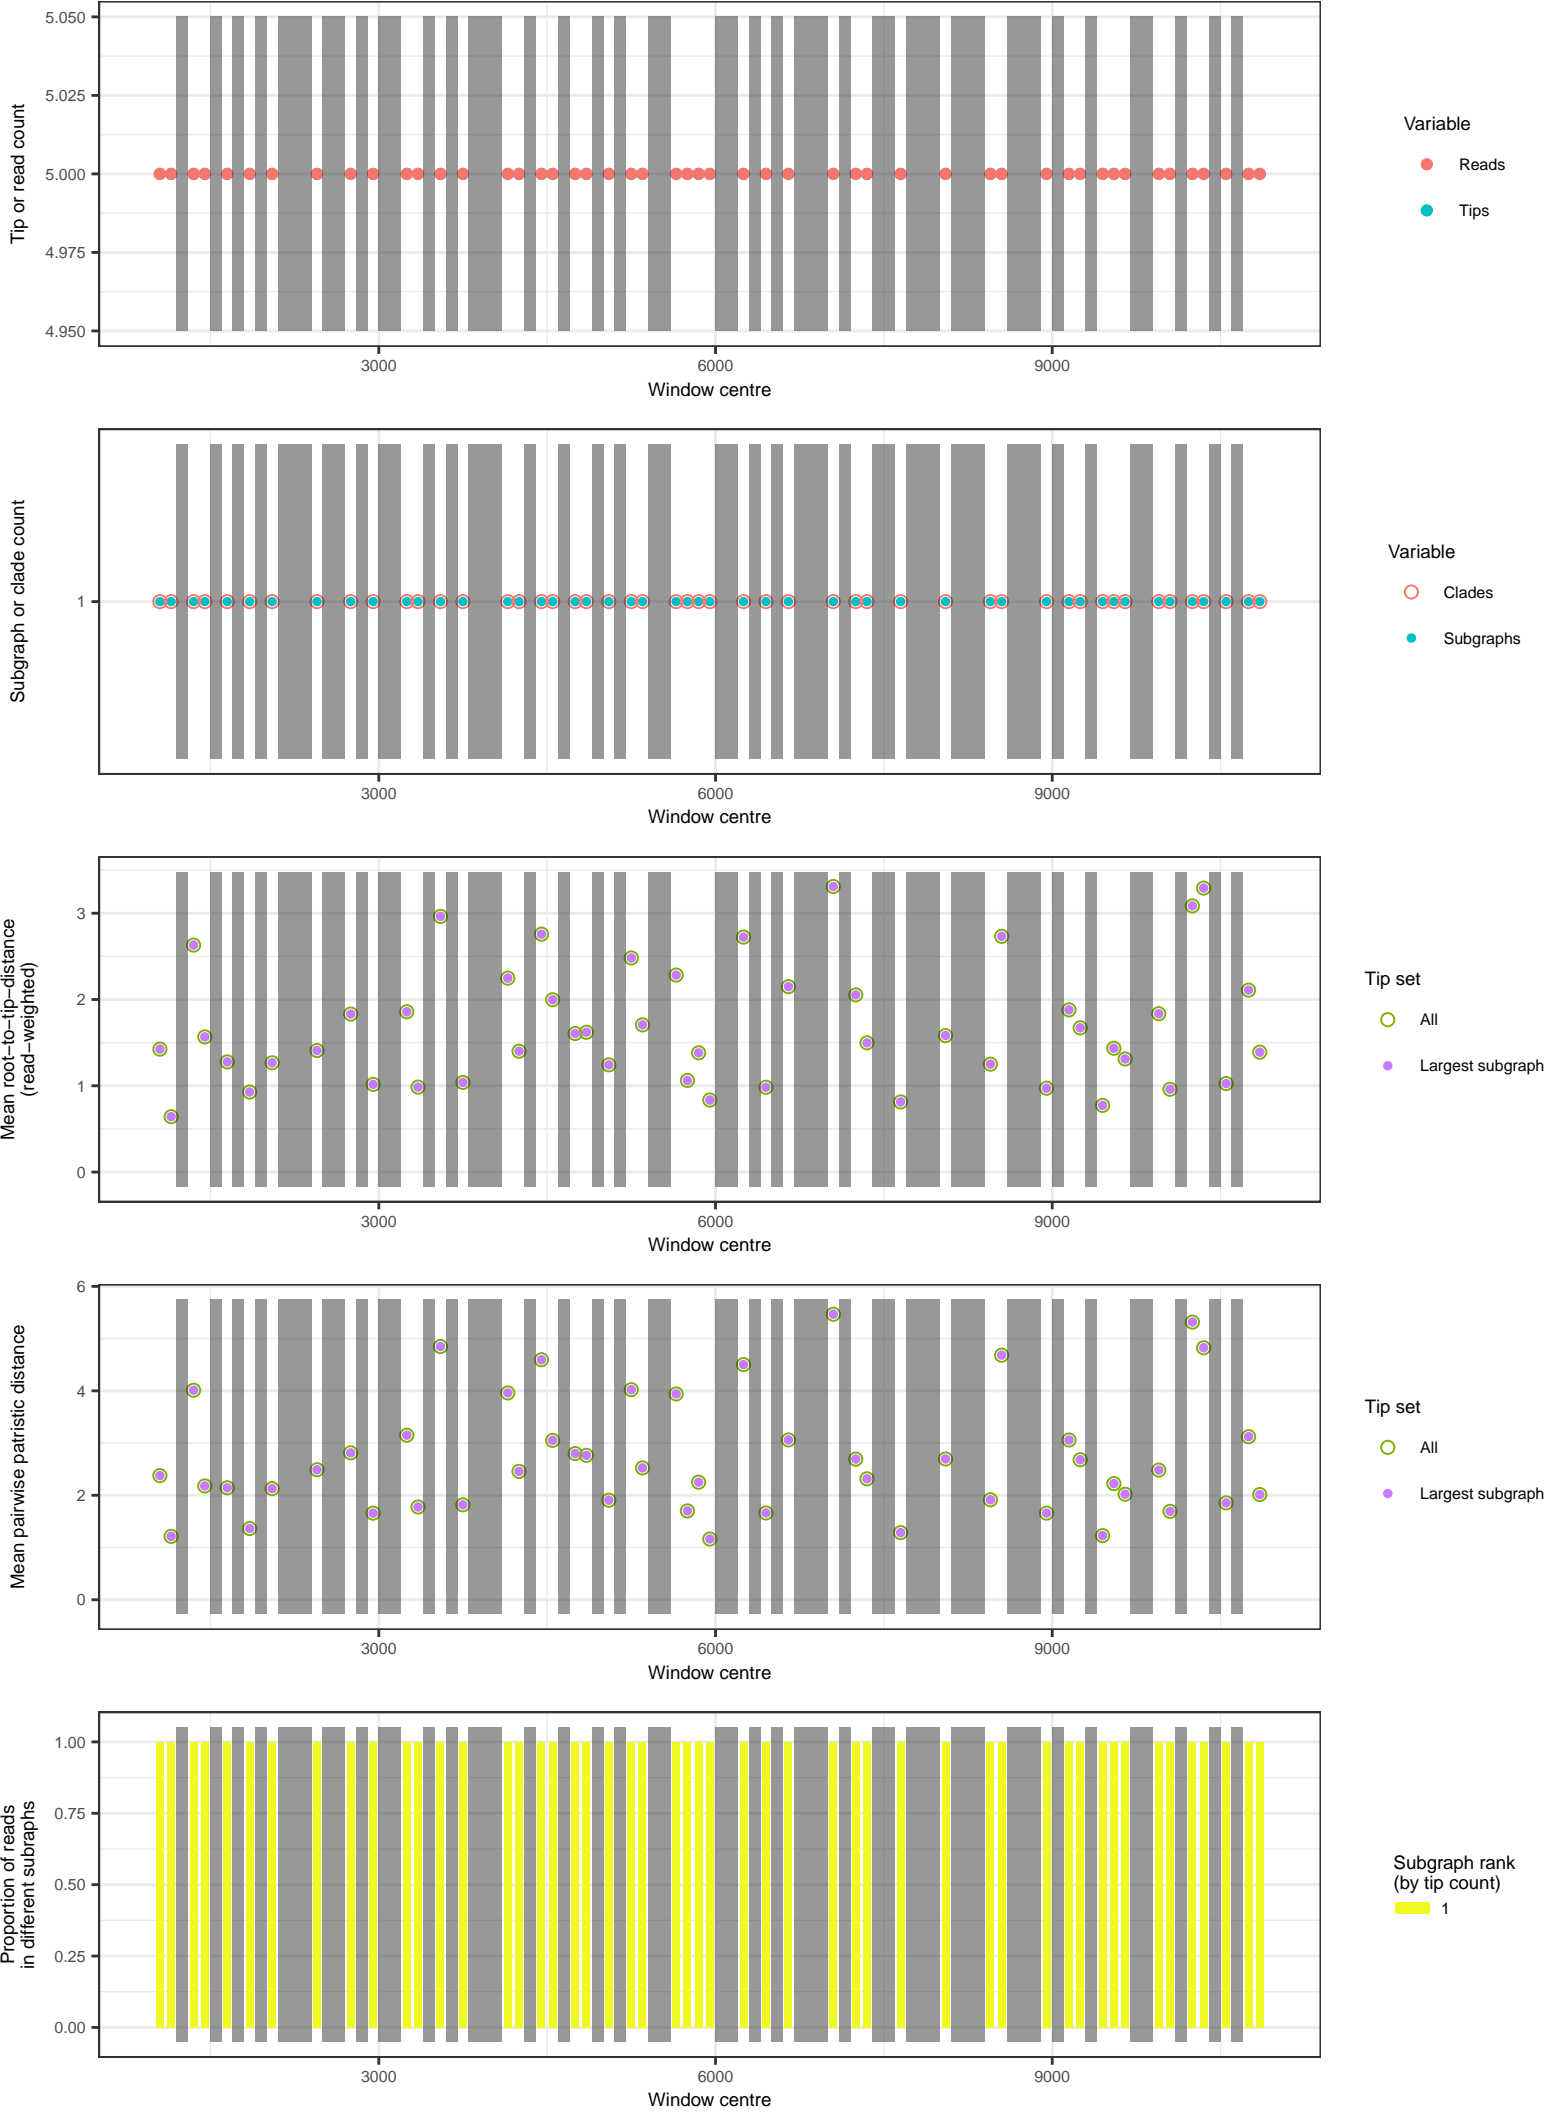 5.050
5.025
5.000
4.975
4.950
Tip or read count
3000
6000
9000
Window centre
Variable
Reads
Tips
1
Subgraph or clade count
3000
6000
9000
Window centre
Variable
Clades
Subgraphs
3
2
1
0
Mean root−to−tip−distance
(read−weighted)
3000
6000
9000
Window centre
Tip set
All
Largest subgraph
6
4
2
0
Mean pairwise patristic distance
3000
6000
9000
Window centre
Tip set
All
Largest subgraph
1.00
0.75
0.50
0.25
0.00
Proportion of reads
in different subraphs
3000
6000
9000
Window centre
Subgraph rank
(by tip count)
1